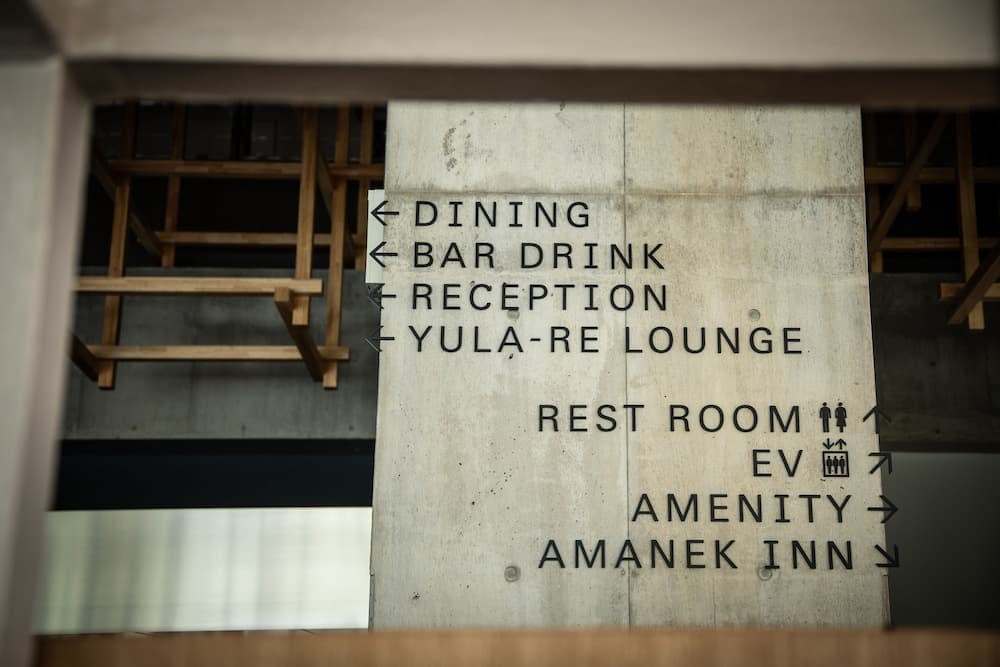 ← DINING
← BAR DRINK
← RECEPTION
← YULA-RE LOUNGE
REST ROOM ↑
EV ↗
AMENITY →
AMANEK INN ↘